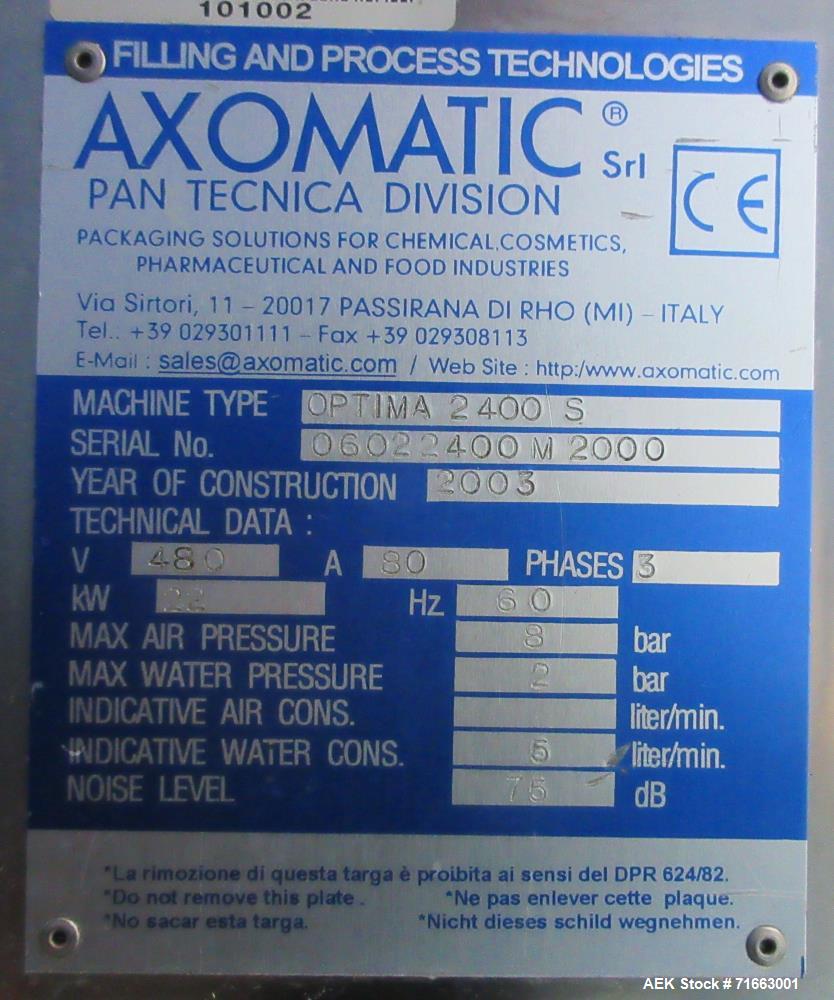 101002
FILLING AND PROCESS TECHNOLOGIES
AXOMATIC® Srl
CE
PAN TECNICA DIVISION
PACKAGING SOLUTIONS FOR CHEMICAL,COSMETICS,
PHARMACEUTICAL AND FOOD INDUSTRIES
Via Sirtori, 11 – 20017 PASSIRANA DI RHO (MI) – ITALY
Tel.. +39 029301111 – Fax +39 029308113
E-Mail : sales@axomatic.com / Web Site : http:/www.axomatic.com
MACHINE TYPE OPTIMA 2400 S
SERIAL No. 06022400 M 2000
YEAR OF CONSTRUCTION 2003
TECHNICAL DATA :
V 480 A 80 PHASES 3
kW 22 Hz 60
MAX AIR PRESSURE 8 bar
MAX WATER PRESSURE 2 bar
INDICATIVE AIR CONS. liter/min.
INDICATIVE WATER CONS. 5 liter/min.
NOISE LEVEL 75 dB
*La rimozione di questa targa è proibita ai sensi del DPR 624/82.
*Do not remove this plate . *Ne pas enlever cette plaque.
*No sacar esta targa. *Nicht dieses schild wegnehmen.
AEK Stock # 71663001